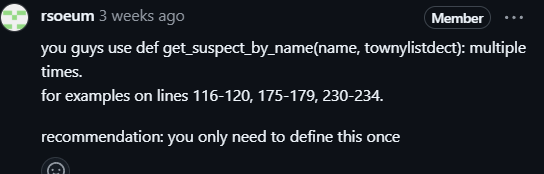 rsoeum 3 weeks ago
Member
you guys use def get_suspect_by_name(name, townylistdect): multiple
times.
for examples on lines 116-120, 175-179, 230-234.
recommendation: you only need to define this once